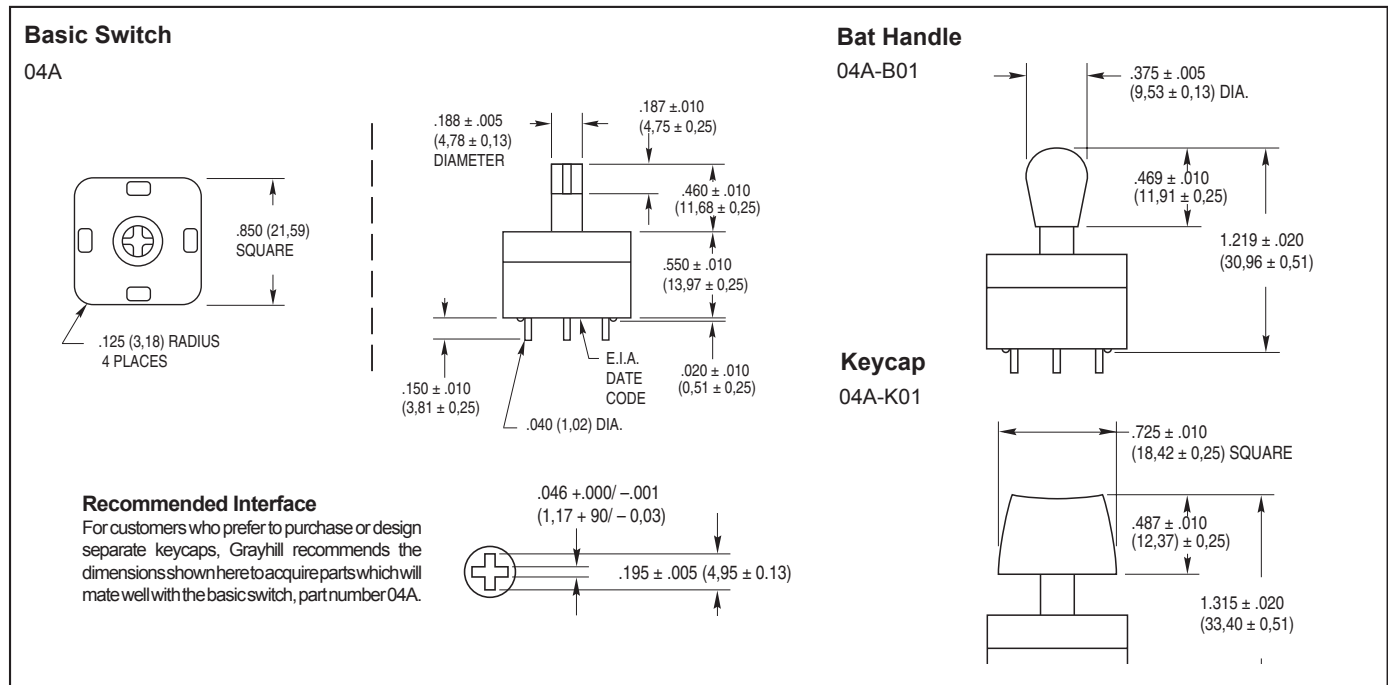 Basic Switch
04A
.850 (21,59)
SQUARE
.125 (3,18) RADIUS
4 PLACES
.188 ± .005
(4,78 ± 0,13)
DIAMETER
.187 ±.010
(4,75 ± 0,25)
.460 ± .010
(11,68 ± 0,25)
.550 ± .010
(13,97 ± 0,25)
.150 ± .010
(3,81 ± 0,25)
.040 (1,02) DIA.
E.I.A.
DATE
CODE
.020 ± .010
(0,51 ± 0,25)
Recommended Interface
For customers who prefer to purchase or design
separate keycaps, Grayhill recommends the
dimensions shown here to acquire parts which will
mate well with the basic switch, part number 04A.
.046 +.000/ –.001
(1,17 + 90/ – 0,03)
.195 ± .005 (4,95 ± 0.13)
Bat Handle
04A-B01
.375 ± .005
(9,53 ± 0,13) DIA.
.469 ± .010
(11,91 ± 0,25)
1.219 ± .020
(30,96 ± 0,51)
Keycap
04A-K01
.725 ± .010
(18,42 ± 0,25) SQUARE
.487 ± .010
(12,37) ± 0,25)
1.315 ± .020
(33,40 ± 0,51)